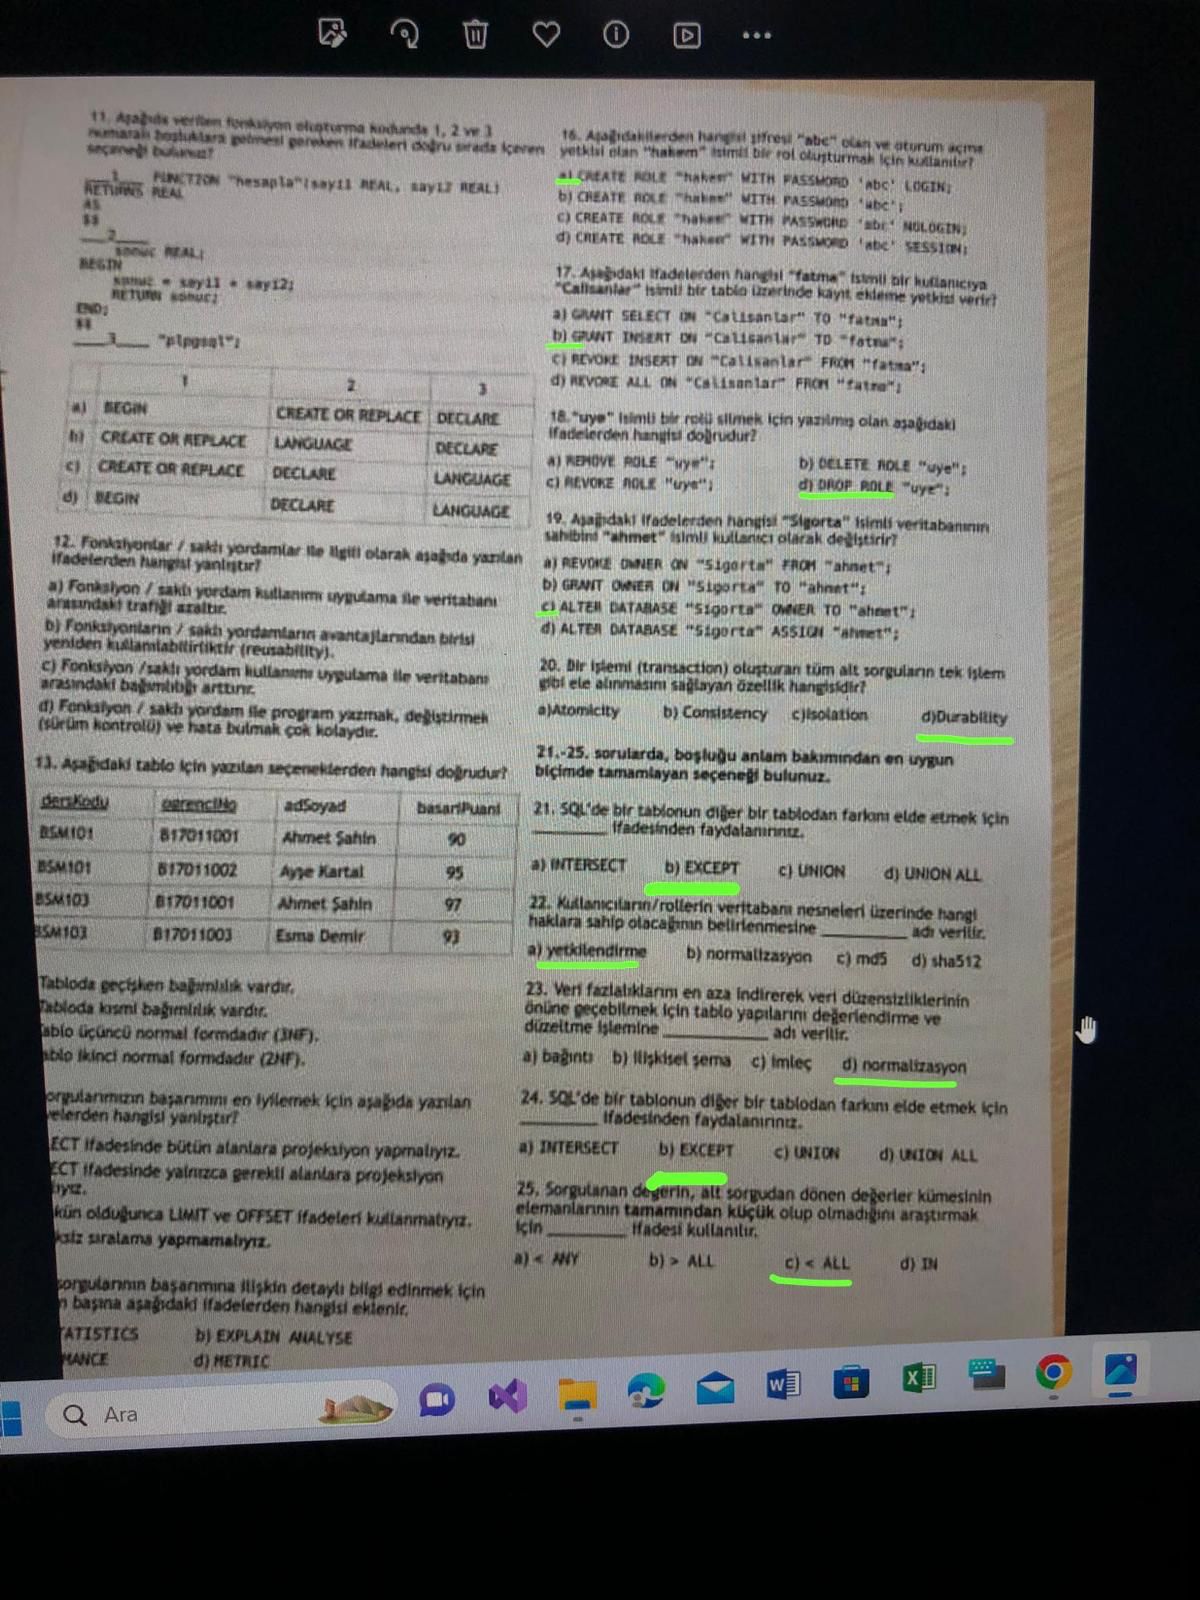 11. Aşağıda verilen fonksiyon oluşturma kodunda 1, 2 ve 3
numaralı boşluklara gelmesi gereken ifadeleri doğru sırada içeren
seçeneği bulunuz?
___1___ FUNCTION "hesapla"(sayi1 REAL, sayi2 REAL)
RETURNS REAL
AS
$$
___2___
sonuc REAL;
BEGIN
sonuc = sayi1 + sayi2;
RETURN sonuc;
END;
$$
___3___ "plpgsql";
1 2 3
a) BEGIN CREATE OR REPLACE DECLARE
b) CREATE OR REPLACE LANGUAGE DECLARE
c) CREATE OR REPLACE DECLARE LANGUAGE
d) BEGIN DECLARE LANGUAGE
12. Fonksiyonlar / saklı yordamlar ile ilgili olarak aşağıda yazılan
ifadelerden hangisi yanlıştır?
a) Fonksiyon / saklı yordam kullanımı uygulama ile veritabanı
arasındaki trafiği azaltır.
b) Fonksiyonların / saklı yordamların avantajlarından birisi
yeniden kullanılabilirliktir (reusability).
c) Fonksiyon /saklı yordam kullanımı uygulama ile veritabanı
arasındaki bağımlılığı arttırır.
d) Fonksiyon / saklı yordam ile program yazmak, değiştirmek
(sürüm kontrolü) ve hata bulmak çok kolaydır.
13. Aşağıdaki tablo için yazılan seçeneklerden hangisi doğrudur?
dersKodu ogrenciNo adSoyad basariPuani
BSM101 B17011001 Ahmet Şahin 90
BSM101 B17011002 Ayşe Kartal 95
BSM103 B17011001 Ahmet Şahin 97
BSM103 B17011003 Esma Demir 93
Tabloda geçişken bağımlılık vardır.
Tabloda kısmi bağımlılık vardır.
ablo üçüncü normal formdadır (3NF).
ablo ikinci normal formdadır (2NF).
orgularımızın başarımını en iyilemek için aşağıda yazılan
elerden hangisi yanlıştır?
ECT ifadesinde bütün alanlara projeksiyon yapmalıyız.
ECT ifadesinde yalnızca gerekli alanlara projeksiyon
ıyız.
kün olduğunca LIMIT ve OFFSET ifadeleri kullanmalıyız.
ksiz sıralama yapmamalıyız.
sorgularının başarımına ilişkin detaylı bilgi edinmek için
n başına aşağıdaki ifadelerden hangisi eklenir.
TATISTICS b) EXPLAIN ANALYSE
MANCE d) METRIC
16. Aşağıdakilerden hangisi şifresi "abc" olan ve oturum açma
yetkisi olan "hakem" isimli bir rol oluşturmak için kullanılır?
a) CREATE ROLE "hakem" WITH PASSWORD 'abc' LOGIN;
b) CREATE ROLE "hakem" WITH PASSWORD 'abc';
c) CREATE ROLE "hakem" WITH PASSWORD 'abc' NOLOGIN;
d) CREATE ROLE "hakem" WITH PASSWORD 'abc' SESSION;
17. Aşağıdaki ifadelerden hangisi "fatma" isimli bir kullanıcıya
"Calisanlar" isimli bir tablo üzerinde kayıt ekleme yetkisi verir?
a) GRANT SELECT ON "Calisanlar" TO "fatma";
b) GRANT INSERT ON "Calisanlar" TO "fatma";
c) REVOKE INSERT ON "Calisanlar" FROM "fatma";
d) REVOKE ALL ON "Calisanlar" FROM "fatma";
18."uye" isimli bir rolü silmek için yazılmış olan aşağıdaki
ifadelerden hangisi doğrudur?
a) REMOVE ROLE "uye"; b) DELETE ROLE "uye";
c) REVOKE ROLE "uye"; d) DROP ROLE "uye";
19. Aşağıdaki ifadelerden hangisi "Sigorta" isimli veritabanının
sahibini "ahmet" isimli kullanıcı olarak değiştirir?
a) REVOKE OWNER ON "Sigorta" FROM "ahmet";
b) GRANT OWNER ON "Sigorta" TO "ahmet";
c) ALTER DATABASE "Sigorta" OWNER TO "ahmet";
d) ALTER DATABASE "Sigorta" ASSIGN "ahmet";
20. Bir işlemi (transaction) oluşturan tüm alt sorguların tek işlem
gibi ele alınmasını sağlayan özellik hangisidir?
a)Atomicity b) Consistency c)Isolation d)Durability
21.-25. sorularda, boşluğu anlam bakımından en uygun
biçimde tamamlayan seçeneği bulunuz.
21. SQL'de bir tablonun diğer bir tablodan farkını elde etmek için
________ ifadesinden faydalanırınız.
a) INTERSECT b) EXCEPT c) UNION d) UNION ALL
22. Kullanıcıların/rollerin veritabanı nesneleri üzerinde hangi
haklara sahip olacağının belirlenmesine ________ adı verilir.
a) yetkilendirme b) normalizasyon c) md5 d) sha512
23. Veri fazlalıklarını en aza indirerek veri düzensizliklerinin
önüne geçebilmek için tablo yapılarını değerlendirme ve
düzeltme işlemine ________ adı verilir.
a) bağıntı b) ilişkisel şema c) imleç d) normalizasyon
24. SQL'de bir tablonun diğer bir tablodan farkını elde etmek için
________ ifadesinden faydalanırınız.
a) INTERSECT b) EXCEPT c) UNION d) UNION ALL
25. Sorgulanan değerin, alt sorgudan dönen değerler kümesinin
elemanlarının tamamından küçük olup olmadığını araştırmak
için ________ ifadesi kullanılır.
a) < ANY b) > ALL c) < ALL d) IN
Ara